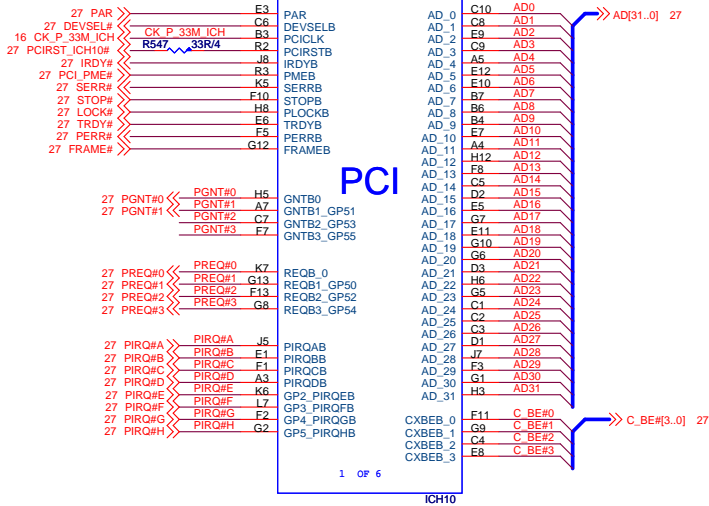 27 PAR E3 PAR AD_0 C10 AD0 AD[31..0] 27
27 DEVSEL# C6 DEVSELB AD_1 C8 AD1
16 CK_P_33M_ICH CK_P_33M_ICH B3 PCICLK AD_2 E9 AD2
27 PCIRST_ICH10# R547 33R/4 R2 PCIRSTB AD_3 C9 AD3
27 IRDY# J8 IRDYB AD_4 A5 AD4
27 PCI_PME# R3 PMEB AD_5 E12 AD5
27 SERR# K5 SERRB AD_6 E10 AD6
27 STOP# F10 STOPB AD_7 B7 AD7
27 LOCK# H8 PLOCKB AD_8 B6 AD8
27 TRDY# E6 TRDYB AD_9 B4 AD9
27 PERR# F5 PERRB AD_10 E7 AD10
27 FRAME# G12 FRAMEB AD_11 A4 AD11
AD_12 H12 AD12
AD_13 F8 AD13
PCI
AD_14 C5 AD14
27 PGNT#0 PGNT#0 H5 GNTB0 AD_15 D2 AD15
27 PGNT#1 PGNT#1 A7 GNTB1_GP51 AD_16 E5 AD16
PGNT#2 C7 GNTB2_GP53 AD_17 G7 AD17
PGNT#3 F7 GNTB3_GP55 AD_18 E11 AD18
AD_19 G10 AD19
AD_20 G6 AD20
27 PREQ#0 PREQ#0 K7 REQB_0 AD_21 D3 AD21
27 PREQ#1 PREQ#1 G13 REQB1_GP50 AD_22 H6 AD22
27 PREQ#2 PREQ#2 F13 REQB2_GP52 AD_23 G5 AD23
27 PREQ#3 PREQ#3 G8 REQB3_GP54 AD_24 C1 AD24
AD_25 C2 AD25
AD_26 C3 AD26
27 PIRQ#A PIRQ#A J5 PIRQAB AD_27 D1 AD27
27 PIRQ#B PIRQ#B E1 PIRQBB AD_28 J7 AD28
27 PIRQ#C PIRQ#C F1 PIRQCB AD_29 F3 AD29
27 PIRQ#D PIRQ#D A3 PIRQDB AD_30 G1 AD30
27 PIRQ#E PIRQ#E K6 GP2_PIRQEB AD_31 H3 AD31
27 PIRQ#F PIRQ#F L7 GP3_PIRQFB
27 PIRQ#G PIRQ#G F2 GP4_PIRQGB CXBEB_0 F11 C_BE#0 C_BE#[3..0] 27
27 PIRQ#H PIRQ#H G2 GP5_PIRQHB CXBEB_1 G9 C_BE#1
CXBEB_2 C4 C_BE#2
CXBEB_3 E8 C_BE#3
1 OF 6
ICH10